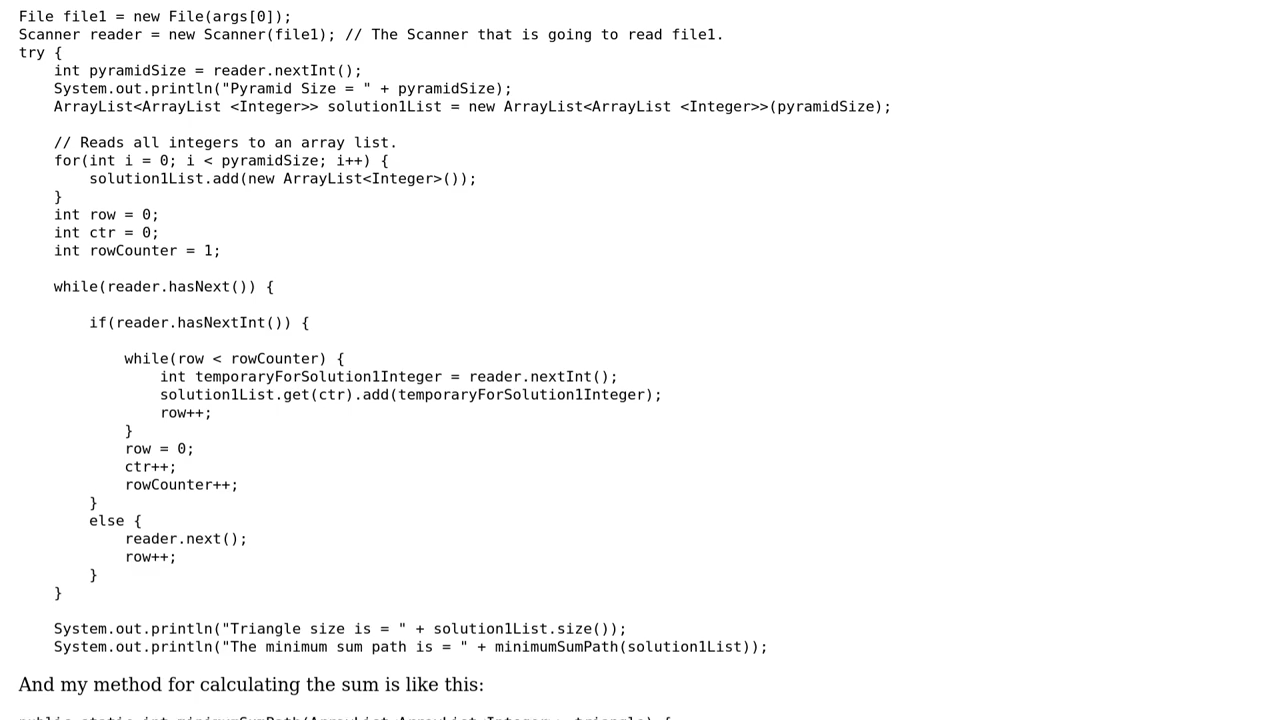 File file1 = new File(args[0]);
Scanner reader = new Scanner(file1); // The Scanner that is going to read file1.
try {
    int pyramidSize = reader.nextInt();
    System.out.println("Pyramid Size = " + pyramidSize);
    ArrayList<ArrayList <Integer>> solution1List = new ArrayList<ArrayList <Integer>>(pyramidSize);

    // Reads all integers to an array list.
    for(int i = 0; i < pyramidSize; i++) {
        solution1List.add(new ArrayList<Integer>());
    }
    int row = 0;
    int ctr = 0;
    int rowCounter = 1;

    while(reader.hasNext()) {

        if(reader.hasNextInt()) {

            while(row < rowCounter) {
                int temporaryForSolution1Integer = reader.nextInt();
                solution1List.get(ctr).add(temporaryForSolution1Integer);
                row++;
            }
            row = 0;
            ctr++;
            rowCounter++;
        }
        else {
            reader.next();
            row++;
        }
    }

    System.out.println("Triangle size is = " + solution1List.size());
    System.out.println("The minimum sum path is = " + minimumSumPath(solution1List));
And my method for calculating the sum is like this: